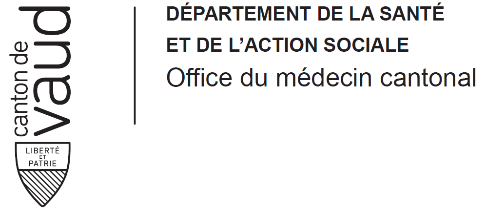 canton de
vaud
LIBERTÉ
ET
PATRIE
DÉPARTEMENT DE LA SANTÉ
ET DE L'ACTION SOCIALE
Office du médecin cantonal